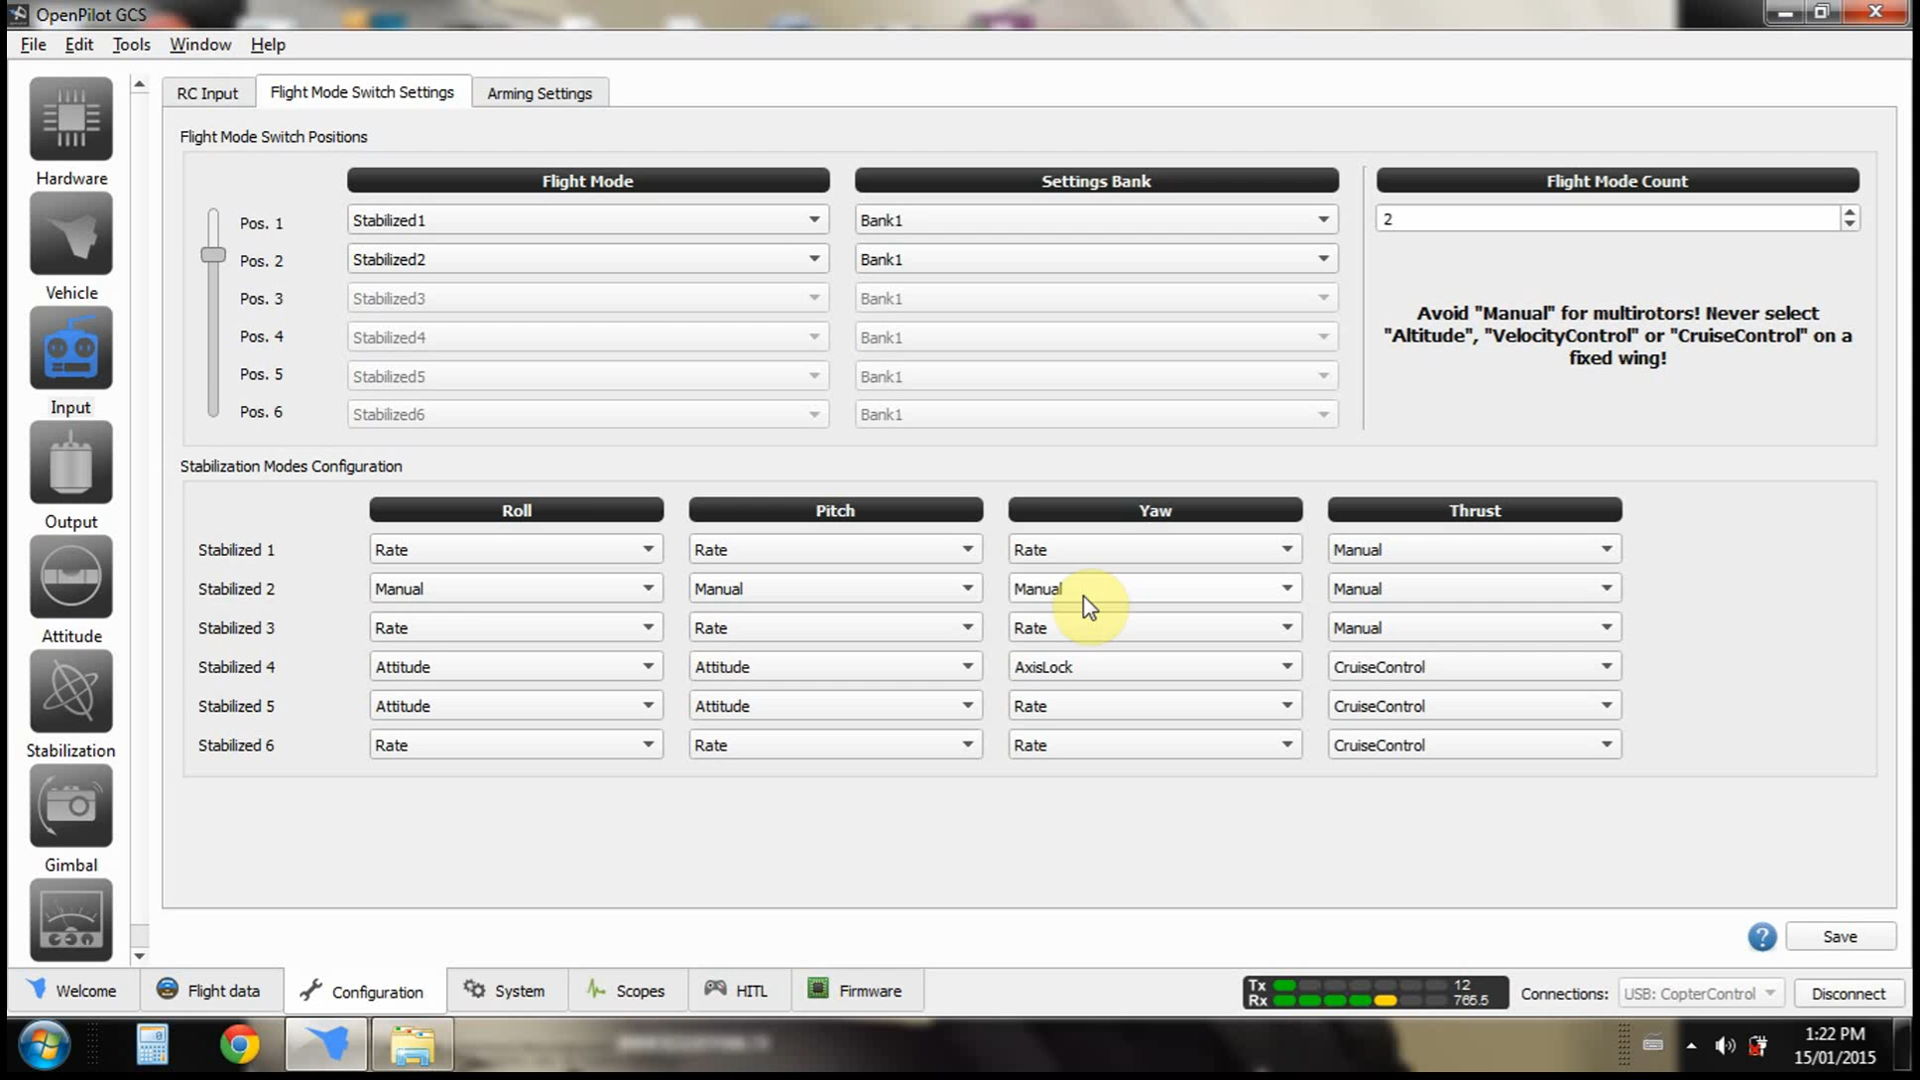 OpenPilot GCS
File Edit Tools Window Help
RC Input Flight Mode Switch Settings Arming Settings
Hardware
Vehicle
Input
Output
Attitude
Stabilization
Gimbal
Flight Mode Switch Positions
Flight Mode Settings Bank Flight Mode Count
Pos. 1 Stabilized1 Bank1 2
Pos. 2 Stabilized2 Bank1
Pos. 3 Stabilized3 Bank1
Pos. 4 Stabilized4 Bank1
Pos. 5 Stabilized5 Bank1
Pos. 6 Stabilized6 Bank1
Avoid "Manual" for multirotors! Never select
"Altitude", "VelocityControl" or "CruiseControl" on a
fixed wing!
Stabilization Modes Configuration
Roll Pitch Yaw Thrust
Stabilized 1 Rate Rate Rate Manual
Stabilized 2 Manual Manual Manual Manual
Stabilized 3 Rate Rate Rate Manual
Stabilized 4 Attitude Attitude AxisLock CruiseControl
Stabilized 5 Attitude Attitude Rate CruiseControl
Stabilized 6 Rate Rate Rate CruiseControl
? Save
Welcome Flight data Configuration System Scopes HITL Firmware
Tx 12
Rx 765.5
Connections: USB: CopterControl Disconnect
1:22 PM
15/01/2015